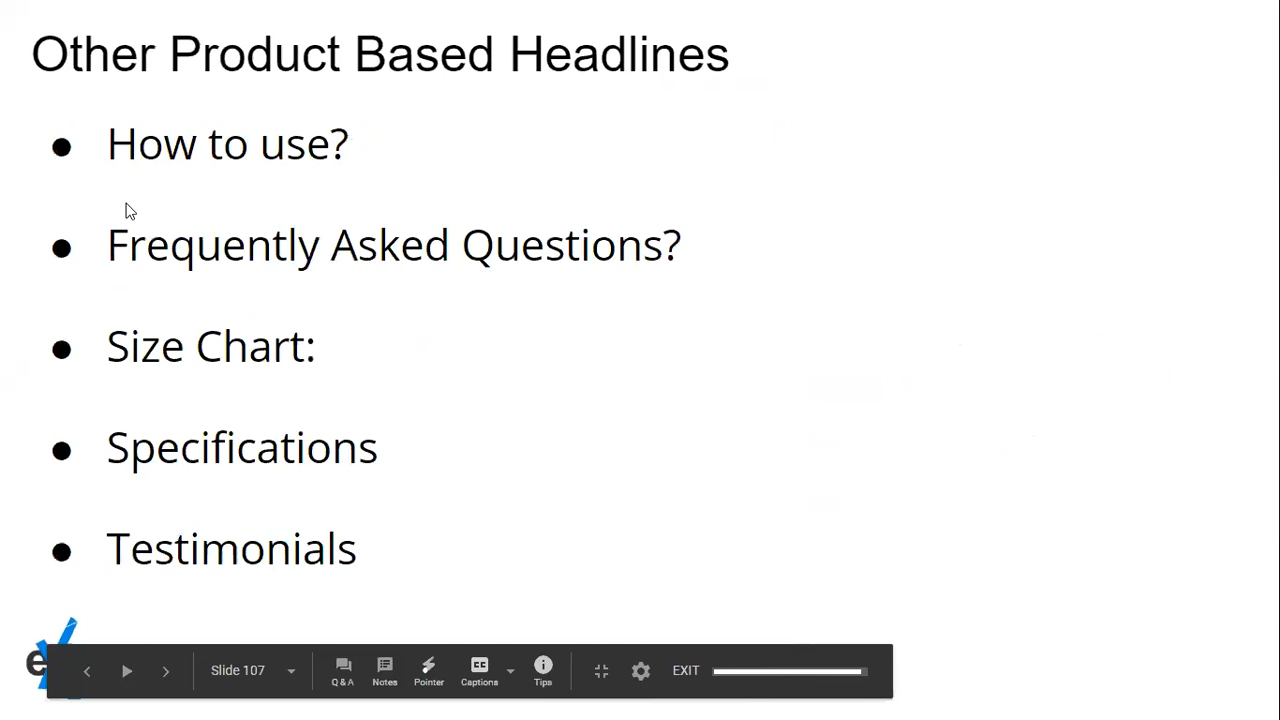 Other Product Based Headlines
● How to use?
● Frequently Asked Questions?
● Size Chart:
● Specifications
● Testimonials
Slide 107 Q & A Notes Pointer CC Captions Tips EXIT